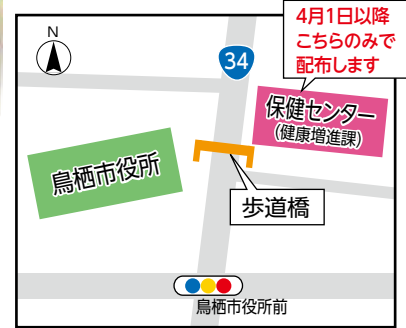 4月1日以降
こちらのみで
配布します
N
34
保健センター
(健康増進課)
鳥栖市役所
歩道橋
鳥栖市役所前